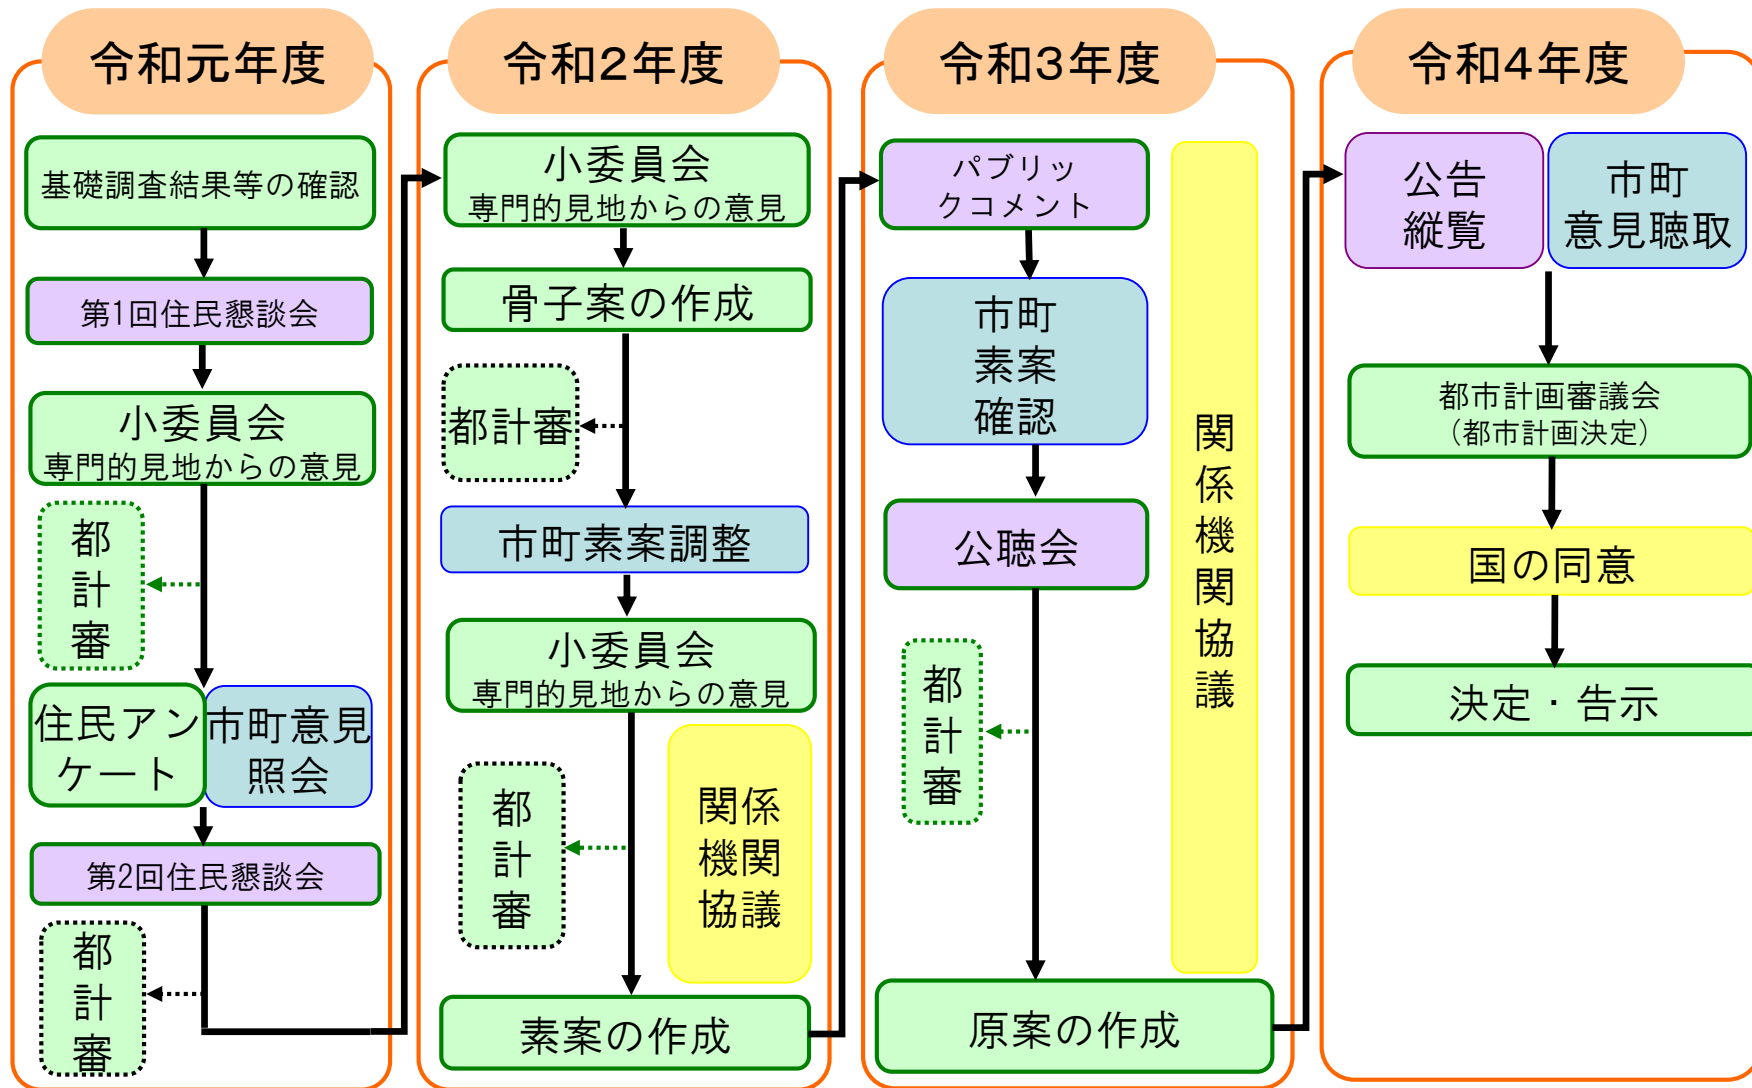 令和元年度
基礎調査結果等の確認
第1回住民懇談会
小委員会
専門的見地からの意見
都
計
審
住民アン
ケート
市町意見
照会
第2回住民懇談会
都
計
審
令和2年度
小委員会
専門的見地からの意見
骨子案の作成
都計審
市町素案調整
小委員会
専門的見地からの意見
都
計
審
関係
機関
協議
素案の作成
令和3年度
パブリッ
クコメント
市町
素案
確認
公聴会
都
計
審
関
係
機
関
協
議
原案の作成
令和4年度
公告
縦覧
市町
意見聴取
都市計画審議会
（都市計画決定）
国の同意
決定・告示